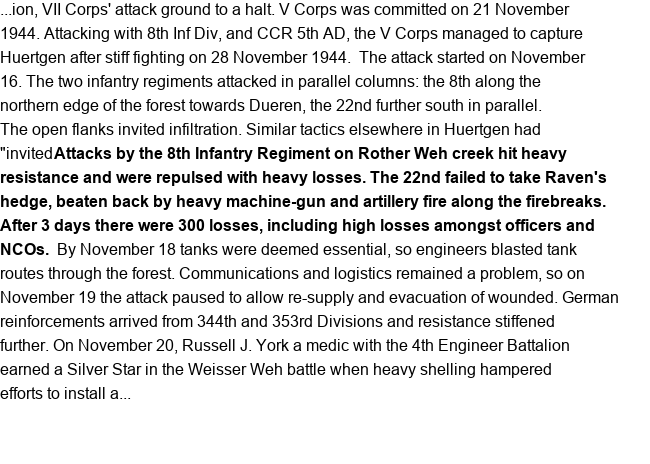 ...ion, VII Corps' attack ground to a halt. V Corps was committed on 21 November
1944. Attacking with 8th Inf Div, and CCR 5th AD, the V Corps managed to capture
Huertgen after stiff fighting on 28 November 1944.  The attack started on November
16. The two infantry regiments attacked in parallel columns: the 8th along the
northern edge of the forest towards Dueren, the 22nd further south in parallel.
The open flanks invited infiltration. Similar tactics elsewhere in Huertgen had
"invitedAttacks by the 8th Infantry Regiment on Rother Weh creek hit heavy
resistance and were repulsed with heavy losses. The 22nd failed to take Raven's
hedge, beaten back by heavy machine-gun and artillery fire along the firebreaks.
After 3 days there were 300 losses, including high losses amongst officers and
NCOs.  By November 18 tanks were deemed essential, so engineers blasted tank
routes through the forest. Communications and logistics remained a problem, so on
November 19 the attack paused to allow re-supply and evacuation of wounded. German
reinforcements arrived from 344th and 353rd Divisions and resistance stiffened
further. On November 20, Russell J. York a medic with the 4th Engineer Battalion
earned a Silver Star in the Weisser Weh battle when heavy shelling hampered
efforts to install a...